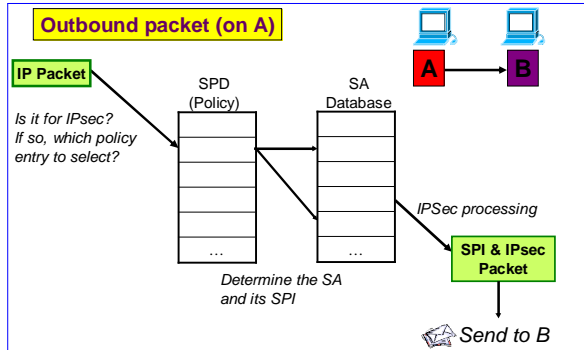 Outbound packet (on A)
A
B
IP Packet
SPD
(Policy)
SA
Database
Is it for IPsec?
If so, which policy
entry to select?
...
...
IPSec processing
SPI & IPsec
Packet
Determine the SA
and its SPI
Send to B